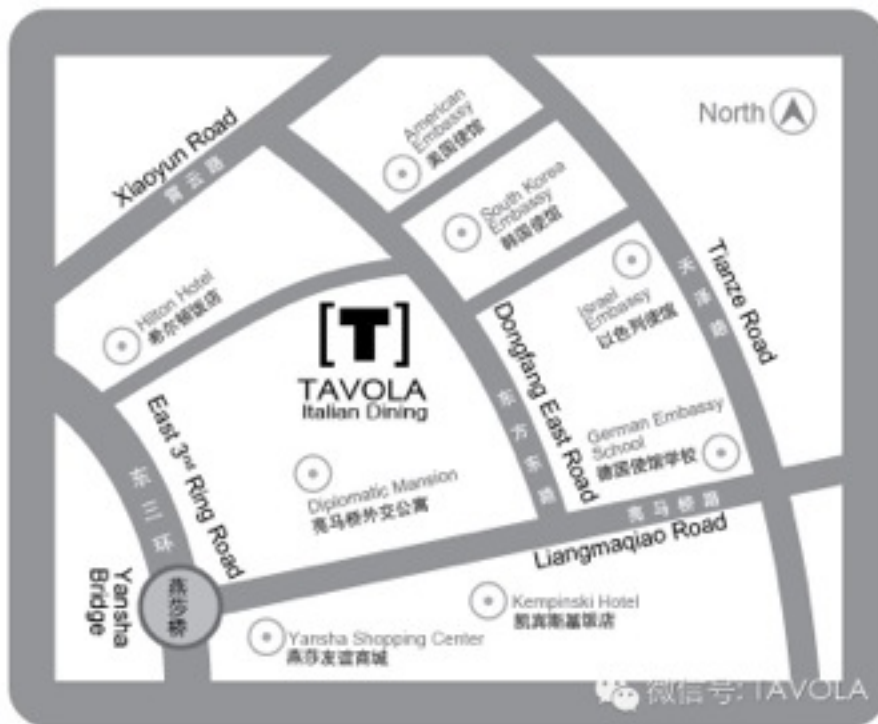 North
Xiaoyun Road
霄云路
American
Embassy
美国使馆
South Korea
Embassy
韩国使馆
Israel
Embassy
以色列使馆
Tianze Road
天泽路
Hilton Hotel
希尔顿饭店
[T]
TAVOLA
Italian Dining
Dongfang East Road
东方东路
German Embassy
School
德国使馆学校
East 3rd Ring Road
东三环
Diplomatic Mansion
亮马桥外交公寓
亮马桥路
Liangmaqiao Road
Yansha
Bridge
燕莎桥
Kempinski Hotel
凯宾斯基饭店
Yansha Shopping Center
燕莎友谊商城
微信号: TAVOLA